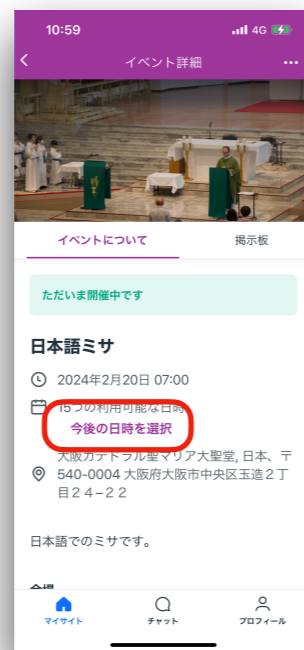 10:59
4G
イベント詳細
イベントについて
掲示板
ただいま開催中です
日本語ミサ
2024年2月20日 07:00
15つの利用可能な日時
今後の日時を選択
大阪カテドラル聖マリア大聖堂, 日本、〒
540-0004 大阪府大阪市中央区玉造2丁
目24−22
日本語でのミサです。
会場
マイサイト
チャット
プロフィール